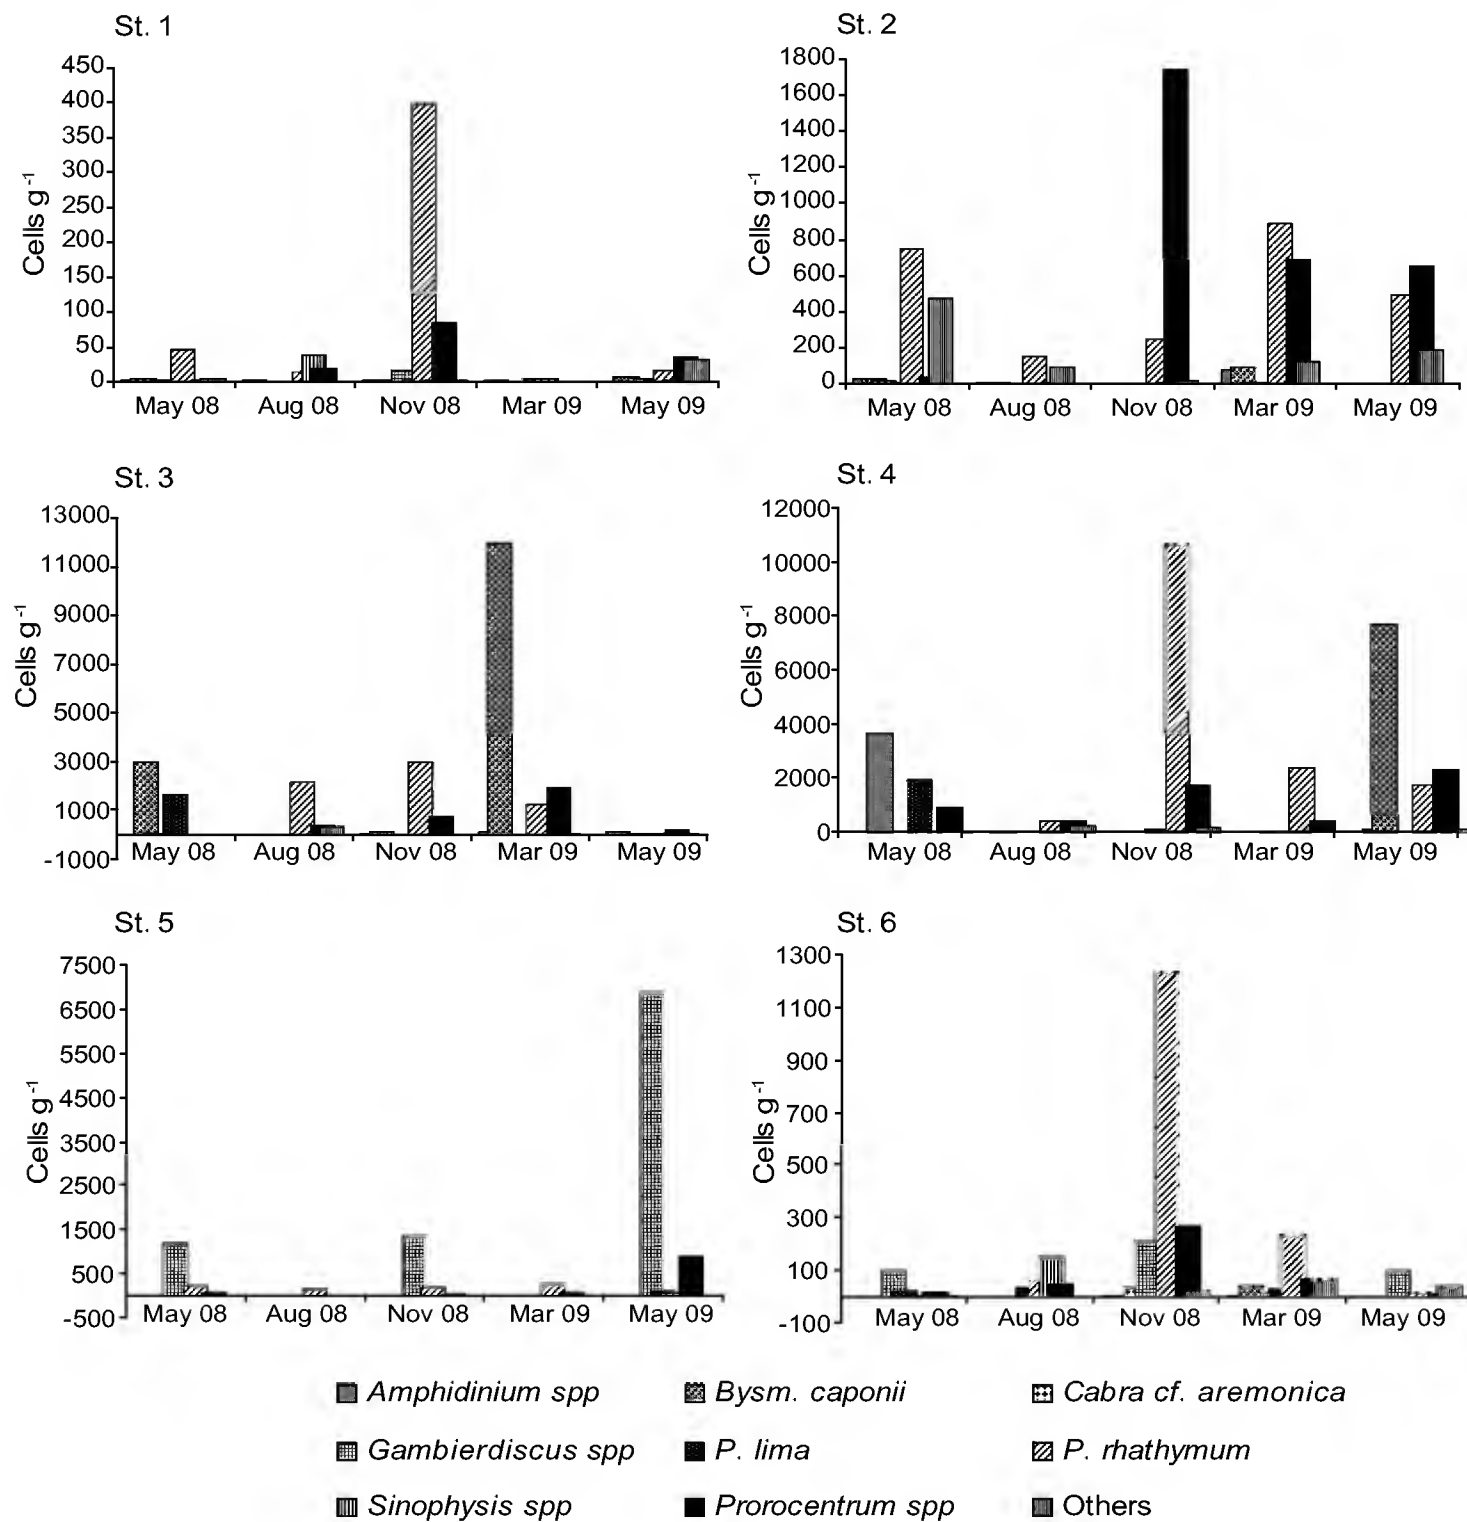 St. 1
450
400
350
300
250
200
150
100
50
0
Cells g-1
May 08 Aug 08 Nov 08 Mar 09 May 09
St. 2
1800
1600
1400
1200
1000
800
600
400
200
0
Cells g-1
May 08 Aug 08 Nov 08 Mar 09 May 09
St. 3
13000
11000
9000
7000
5000
3000
1000
-1000
Cells g-1
May 08 Aug 08 Nov 08 Mar 09 May 09
St. 4
12000
10000
8000
6000
4000
2000
0
Cells g-1
May 08 Aug 08 Nov 08 Mar 09 May 09
St. 5
7500
6500
5500
4500
3500
2500
1500
500
-500
Cells g-1
May 08 Aug 08 Nov 08 Mar 09 May 09
St. 6
1300
1100
900
700
500
300
100
-100
Cells g-1
May 08 Aug 08 Nov 08 Mar 09 May 09
Amphidinium spp Bysm. caponii Cabra cf. aremonica
Gambierdiscus spp P. lima P. rhathymum
Sinophysis spp Prorocentrum spp Others